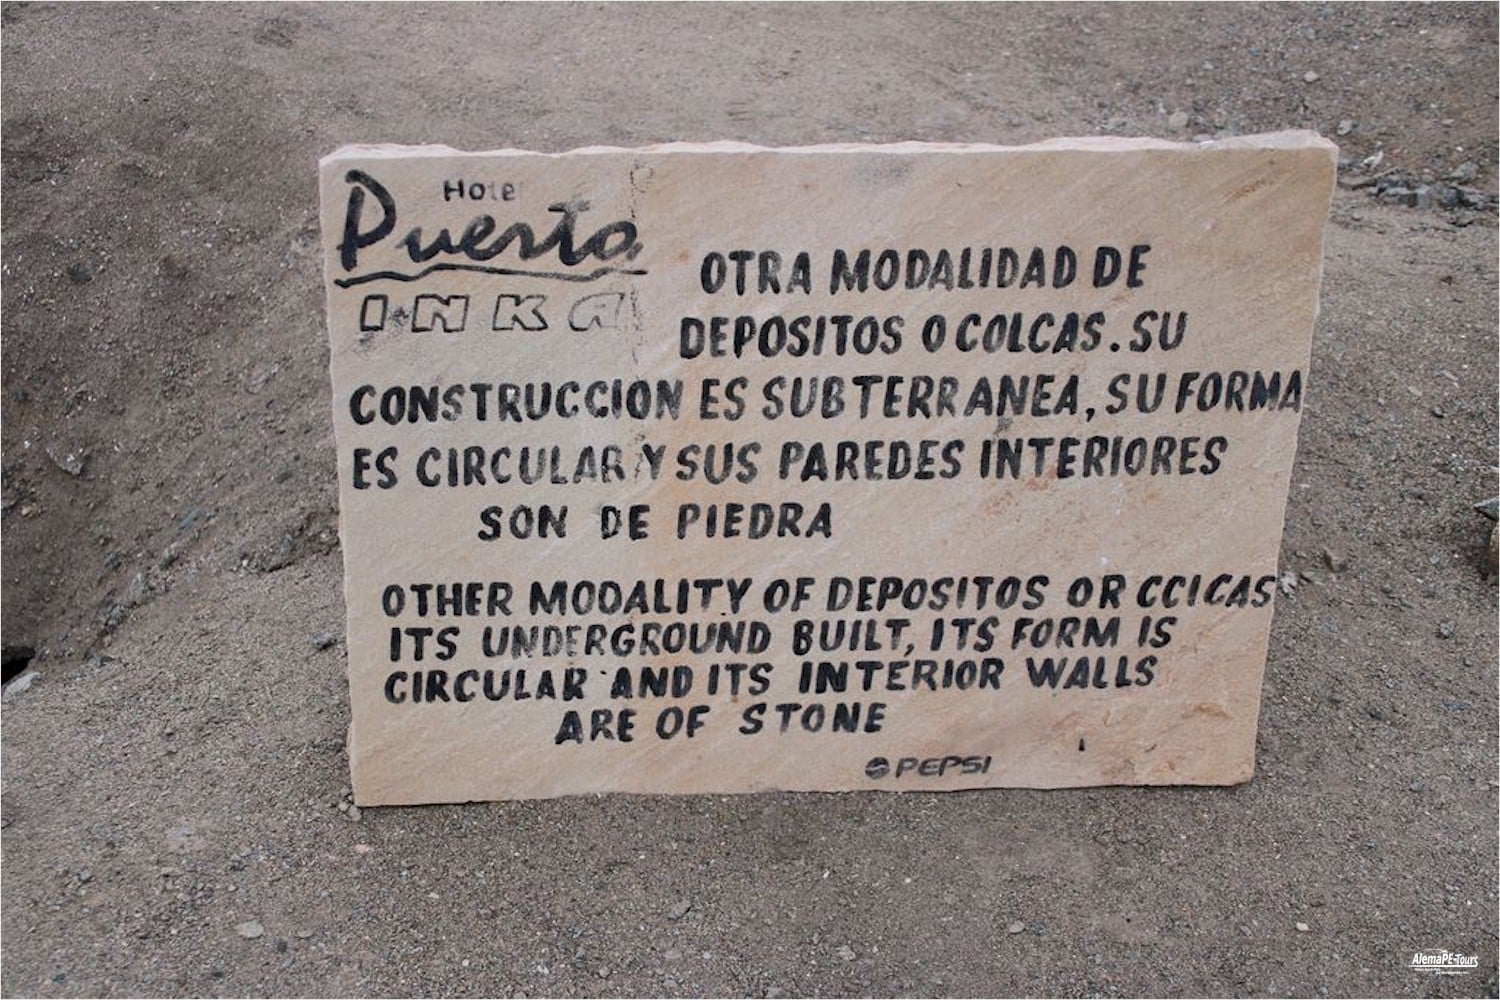 Hotel
Puerto
INKA
OTRA MODALIDAD DE
DEPOSITOS O COLCAS. SU
CONSTRUCCION ES SUBTERRANEA, SU FORMA
ES CIRCULAR Y SUS PAREDES INTERIORES
SON DE PIEDRA
OTHER MODALITY OF DEPOSITOS OR CCICAS
ITS UNDERGROUND BUILT, ITS FORM IS
CIRCULAR AND ITS INTERIOR WALLS
ARE OF STONE
PEPSI
AlemaPE-Tours